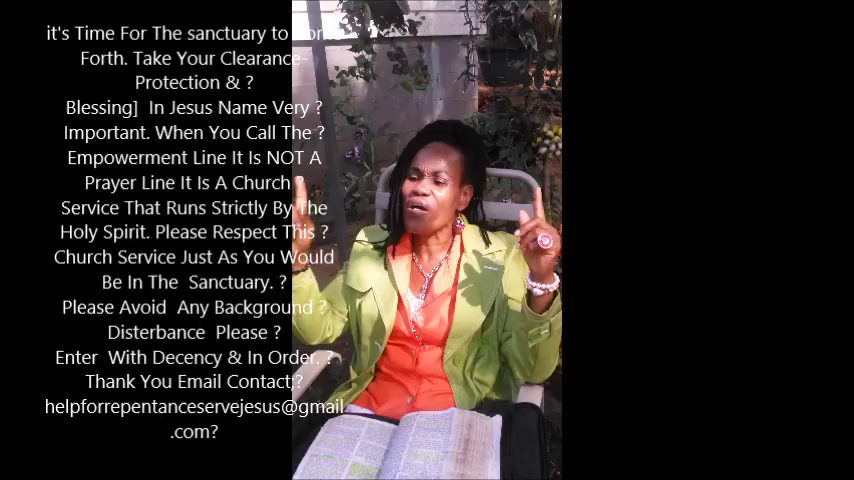 it's Time For The sanctuary to
Forth. Take Your Clearance-
Protection & ?
Blessing] In Jesus Name Very ?
Important. When You Call The ?
Empowerment Line It Is NOT A
Prayer Line It Is A Church ?
Service That Runs Strictly By The
Holy Spirit. Please Respect This ?
Church Service Just As You Would
Be In The Sanctuary. ?
Please Avoid Any Background ?
Disterbance Please ?
Enter With Decency & In Order. ?
Thank You Email Contact;?
helpforrepentanceservejesus@gmail
.com?